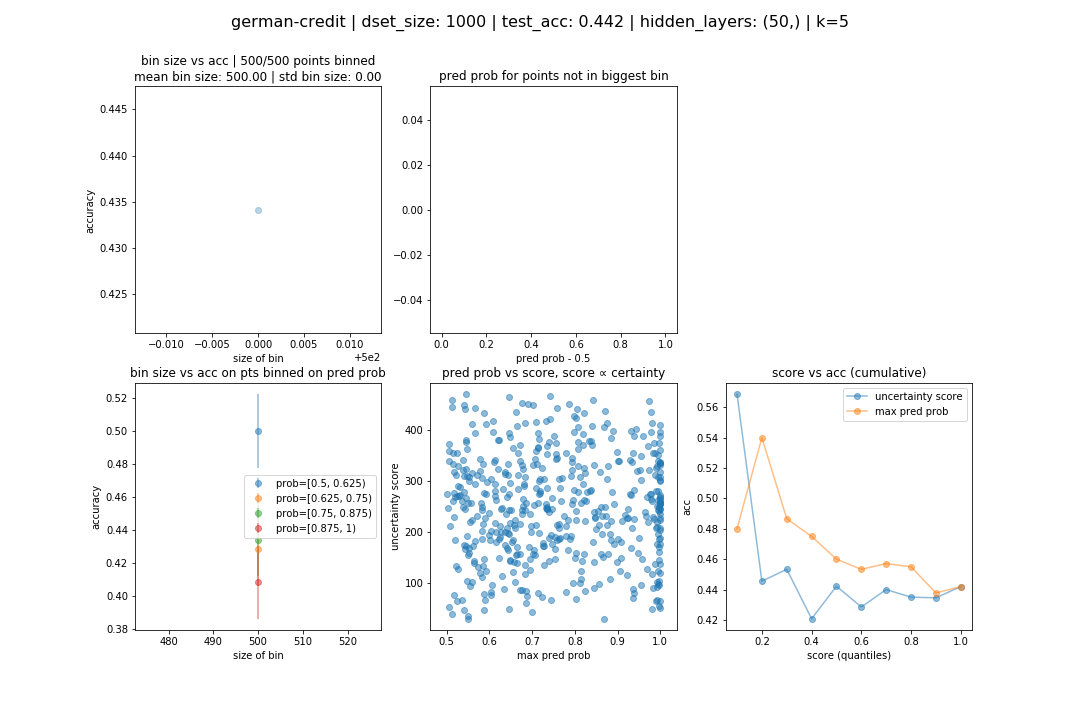 german-credit | dset_size: 1000 | test_acc: 0.442 | hidden_layers: (50,) | k=5
bin size vs acc | 500/500 points binned
mean bin size: 500.00 | std bin size: 0.00
0.445
0.440
0.435
0.430
0.425
accuracy
−0.010
−0.005
0.000
0.005
0.010
size of bin
+5e2
pred prob for points not in biggest bin
0.04
0.02
0.00
−0.02
−0.04
0.0
0.2
0.4
0.6
0.8
1.0
pred prob - 0.5
bin size vs acc on pts binned on pred prob
0.52
0.50
0.48
0.46
0.44
0.42
0.40
0.38
accuracy
prob=[0.5, 0.625)
prob=[0.625, 0.75)
prob=[0.75, 0.875)
prob=[0.875, 1)
480
490
500
510
520
size of bin
pred prob vs score, score ∝ certainty
400
300
200
100
uncertainty score
0.5
0.6
0.7
0.8
0.9
1.0
max pred prob
score vs acc (cumulative)
0.56
0.54
0.52
0.50
0.48
0.46
0.44
0.42
acc
uncertainty score
max pred prob
0.2
0.4
0.6
0.8
1.0
score (quantiles)